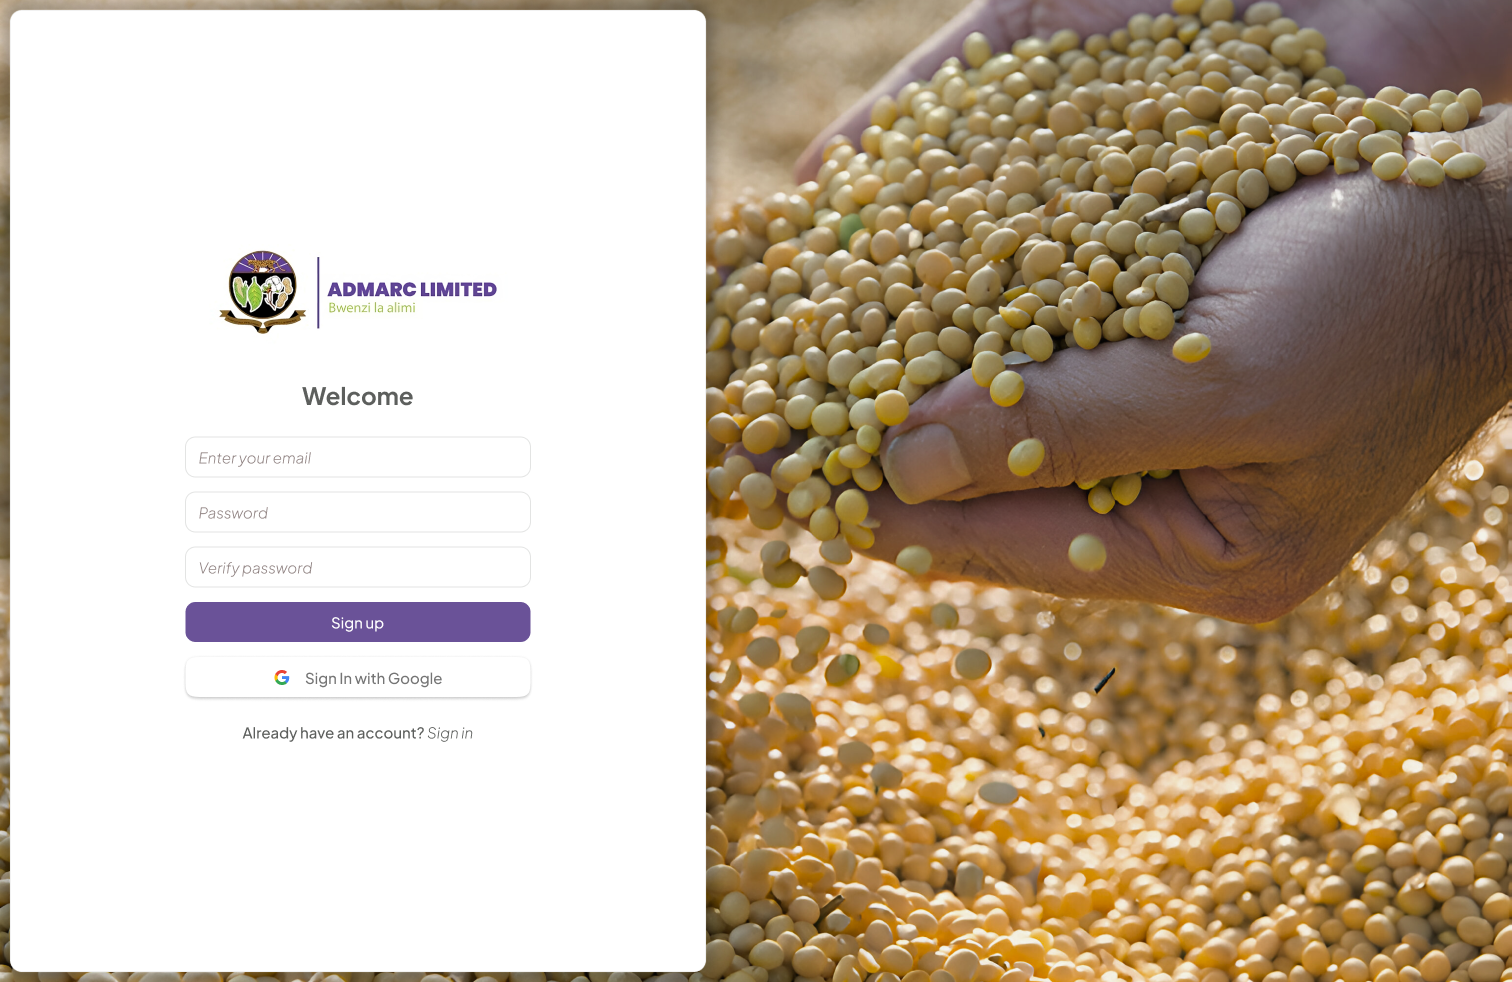 ADMARC LIMITED
Bwenzi la alimi
Welcome
Enter your email
Password
Verify password
Sign up
Sign In with Google
Already have an account? Sign in